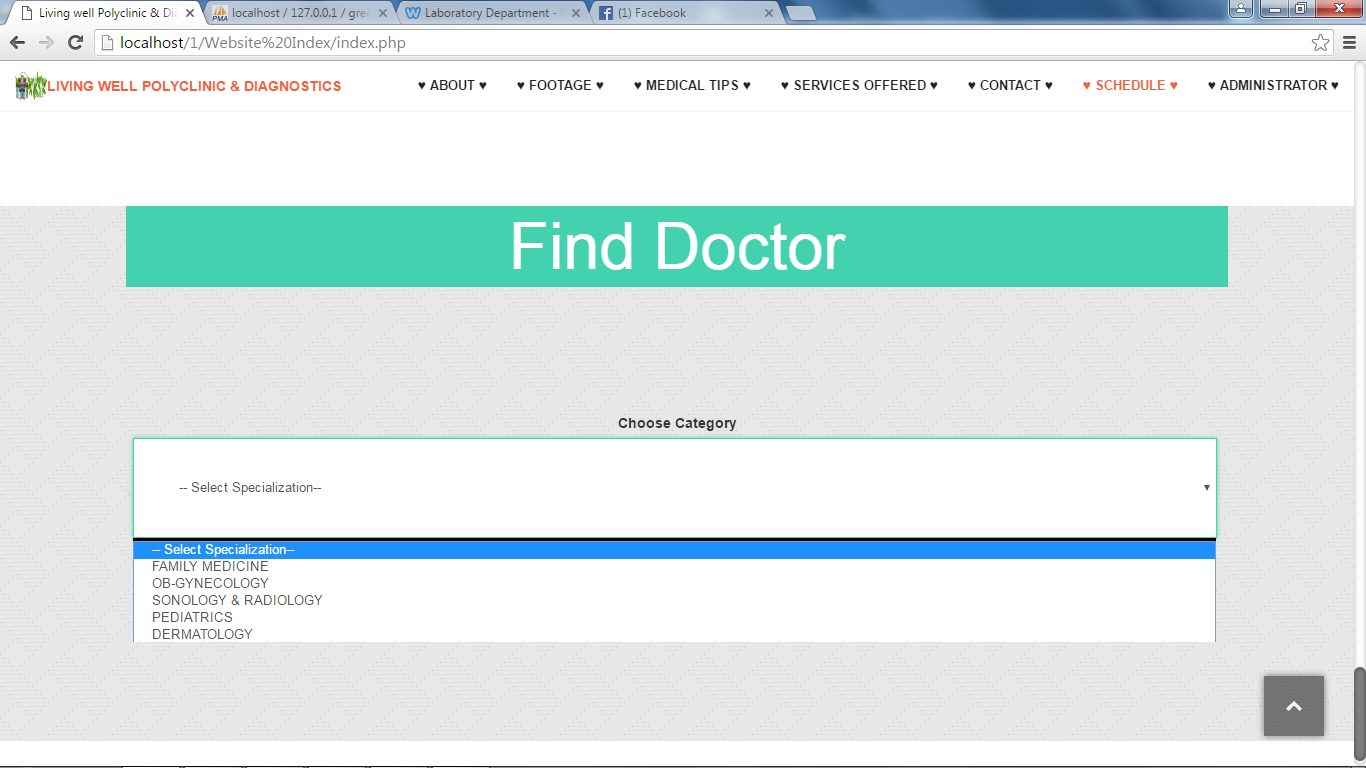 Living well Polyclinic & Di
localhost / 127.0.0.1 / gre
Laboratory Department -
(1) Facebook
localhost/1/Website%20Index/index.php
LIVING WELL POLYCLINIC & DIAGNOSTICS
♥ ABOUT ♥
♥ FOOTAGE ♥
♥ MEDICAL TIPS ♥
♥ SERVICES OFFERED ♥
♥ CONTACT ♥
♥ SCHEDULE ♥
♥ ADMINISTRATOR ♥
Find Doctor
Choose Category
-- Select Specialization--
-- Select Specialization--
FAMILY MEDICINE
OB-GYNECOLOGY
SONOLOGY & RADIOLOGY
PEDIATRICS
DERMATOLOGY